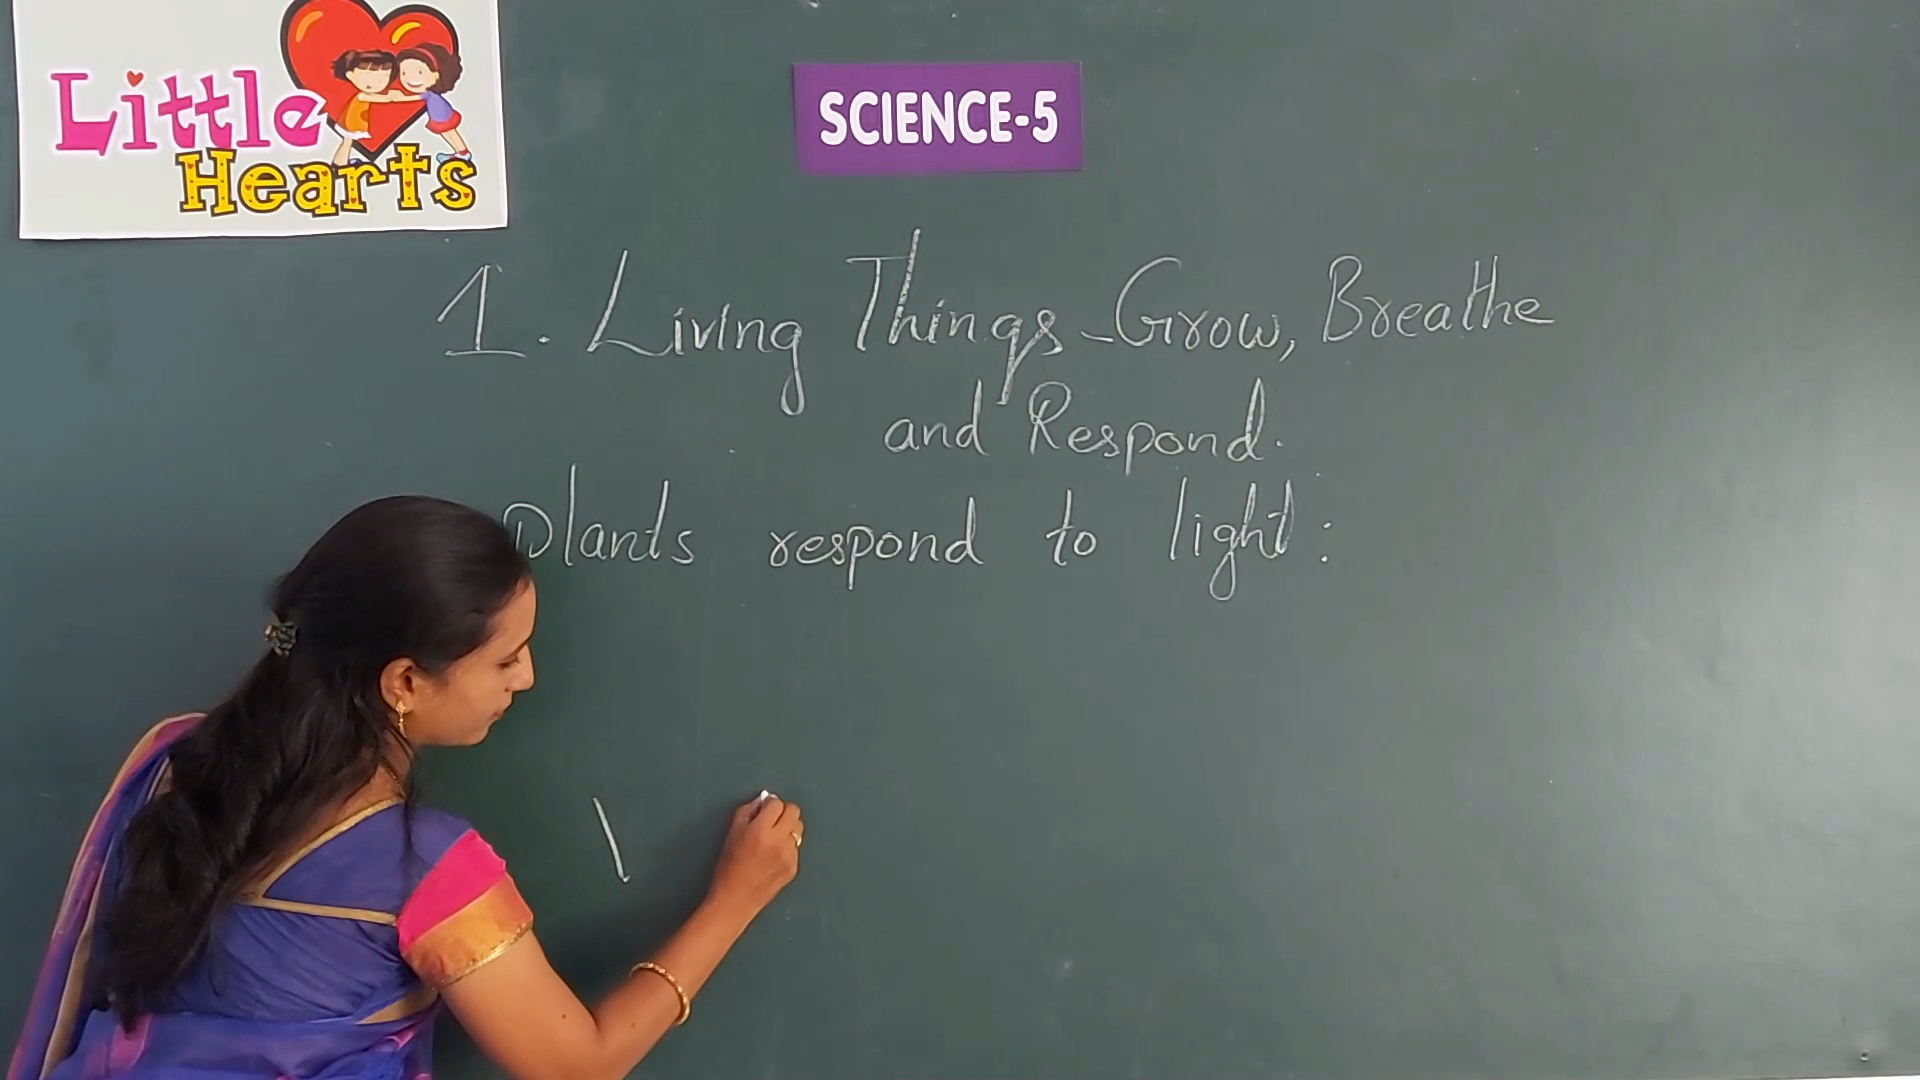 Little
Hearts
SCIENCE-5
1. Living Things - Grow, Breathe
and Respond.
Plants respond to light: